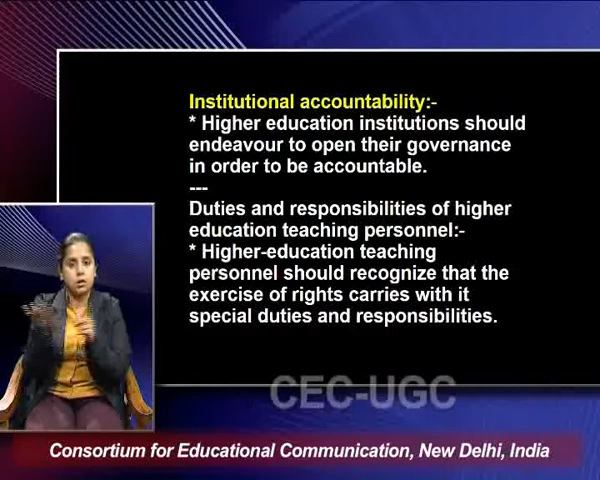 Institutional accountability:-
* Higher education institutions should
endeavour to open their governance
in order to be accountable.
---
Duties and responsibilities of higher
education teaching personnel:-
* Higher-education teaching
personnel should recognize that the
exercise of rights carries with it
special duties and responsibilities.
CEC-UGC
Consortium for Educational Communication, New Delhi, India